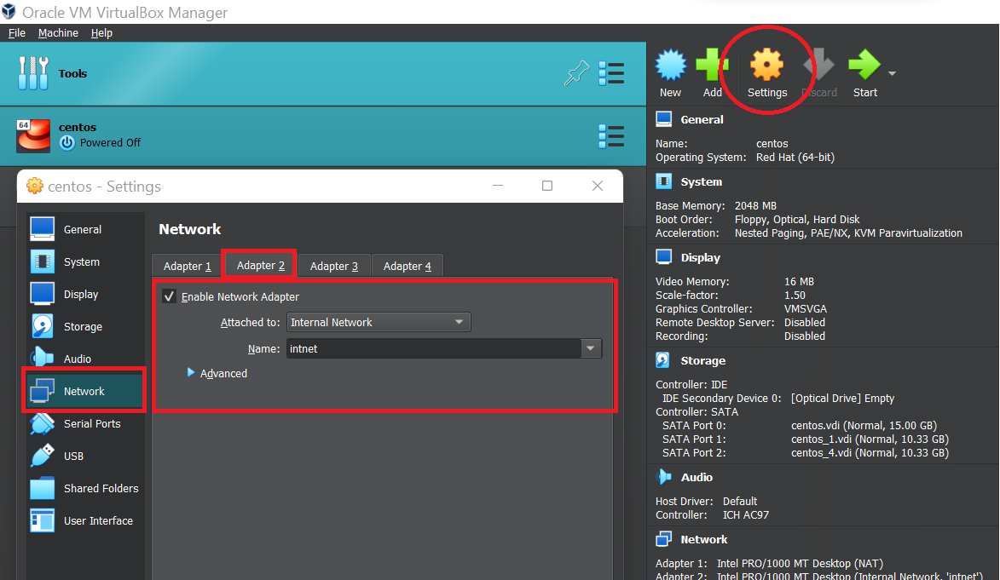 Oracle VM VirtualBox Manager
File Machine Help
Tools
64
centos
Powered Off
New Add Settings Discard Start
centos - Settings
General
System
Display
Storage
Audio
Network
Serial Ports
USB
Shared Folders
User Interface
Network
Adapter 1 Adapter 2 Adapter 3 Adapter 4
Enable Network Adapter
Attached to: Internal Network
Name: intnet
Advanced
General
Name: centos
Operating System: Red Hat (64-bit)
System
Base Memory: 2048 MB
Boot Order: Floppy, Optical, Hard Disk
Acceleration: Nested Paging, PAE/NX, KVM Paravirtualization
Display
Video Memory: 16 MB
Scale-factor: 1.50
Graphics Controller: VMSVGA
Remote Desktop Server: Disabled
Recording: Disabled
Storage
Controller: IDE
IDE Secondary Device 0: [Optical Drive] Empty
Controller: SATA
SATA Port 0: centos.vdi (Normal, 15.00 GB)
SATA Port 1: centos_1.vdi (Normal, 10.33 GB)
SATA Port 2: centos_4.vdi (Normal, 10.33 GB)
Audio
Host Driver: Default
Controller: ICH AC97
Network
Adapter 1: Intel PRO/1000 MT Desktop (NAT)
Adapter 2: Intel PRO/1000 MT Desktop (Internal Network, 'intnet')